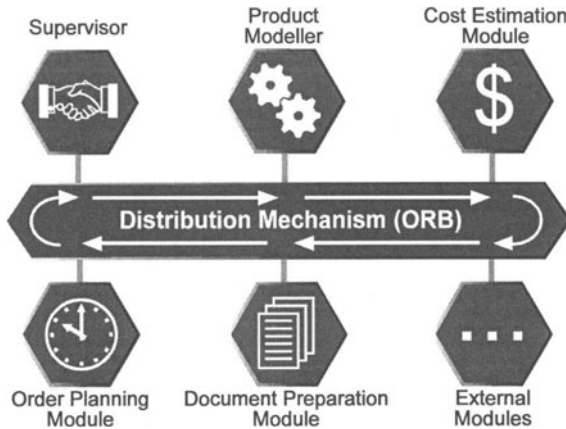 Supervisor
Product
Modeller
Cost Estimation
Module
$
Distribution Mechanism (ORB)
Order Planning
Module
Document Preparation
Module
External
Modules